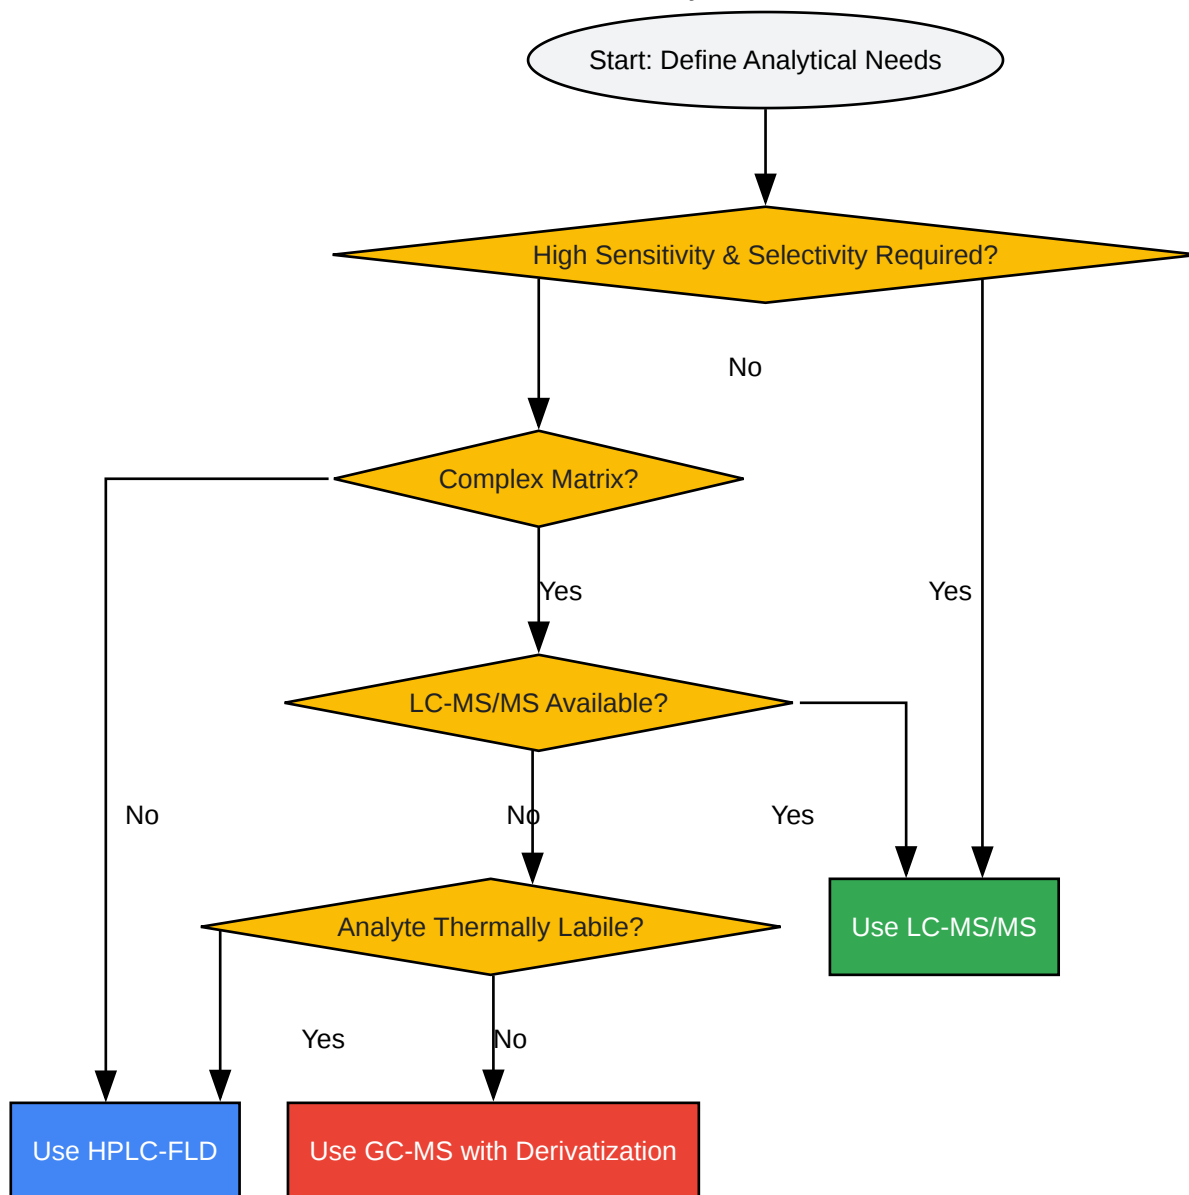 Start: Define Analytical Needs
High Sensitivity & Selectivity Required?
No
Complex Matrix?
Yes
Yes
LC-MS/MS Available?
No
No
Yes
Analyte Thermally Labile?
Use LC-MS/MS
Yes
No
Use HPLC-FLD
Use GC-MS with Derivatization